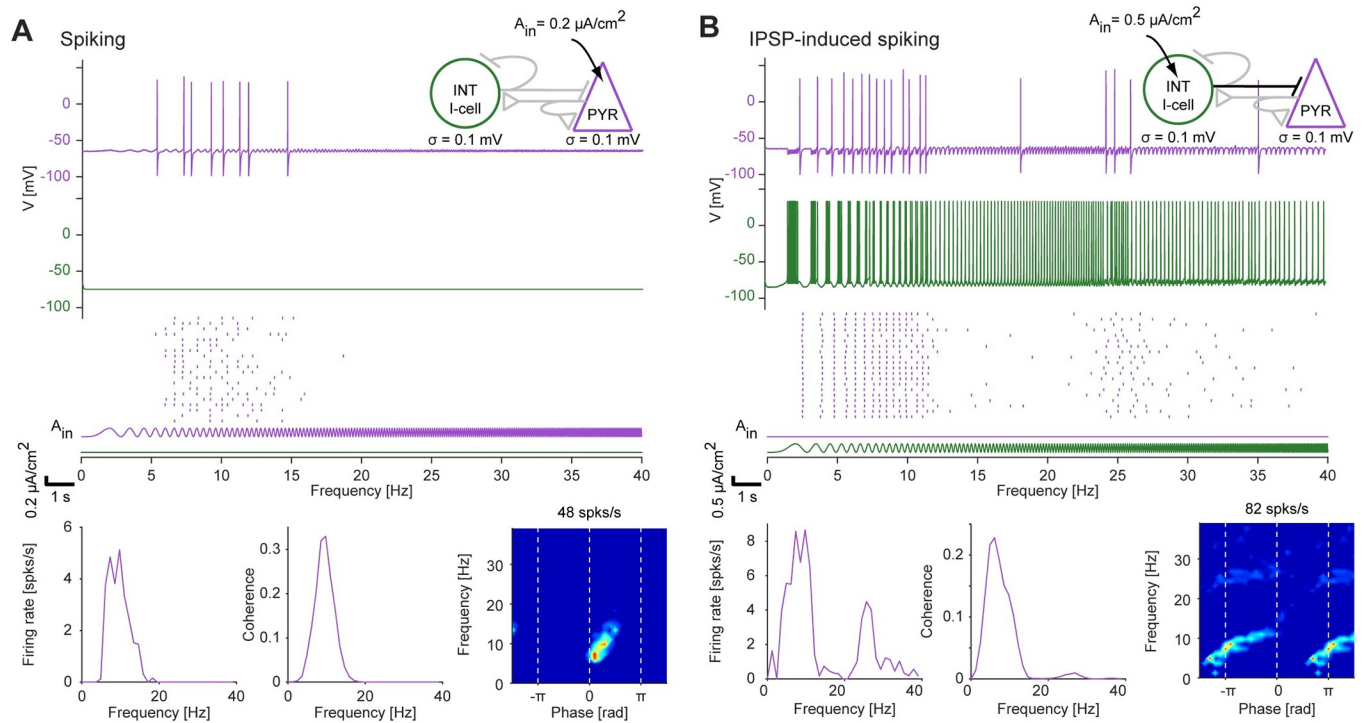 A
Spiking
A_in = 0.2 µA/cm²
INT
I-cell
PYR
σ = 0.1 mV
σ = 0.1 mV
V [mV]
0
-50
-100
0
-50
-100
A_in
0.2 µA/cm²
1 s
0 5 10 15 20 25 30 35 40
Frequency [Hz]
Firing rate [spks/s]
6
4
2
0
0 20 40
Frequency [Hz]
Coherence
0.3
0.2
0.1
0
0 20 40
Frequency [Hz]
48 spks/s
Frequency [Hz]
30
20
10
0
-π 0 π
Phase [rad]
B
IPSP-induced spiking
A_in = 0.5 µA/cm²
INT
I-cell
PYR
σ = 0.1 mV
σ = 0.1 mV
V [mV]
0
-50
-100
0
-50
-100
A_in
0.5 µA/cm²
1 s
0 5 10 15 20 25 30 35 40
Frequency [Hz]
Firing rate [spks/s]
8
6
4
2
0
0 20 40
Frequency [Hz]
Coherence
0.2
0.1
0
0 20 40
Frequency [Hz]
82 spks/s
Frequency [Hz]
30
20
10
0
-π 0 π
Phase [rad]